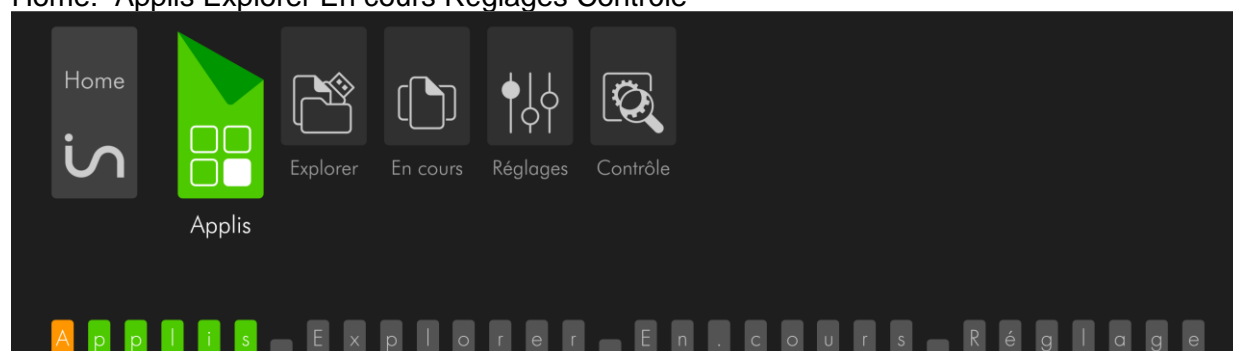 Home: Applis Explorer En cours Réglages Contrôle
Home
in
Explorer En cours Réglages Contrôle
Applis
Applis Explorer En.cours Réglage